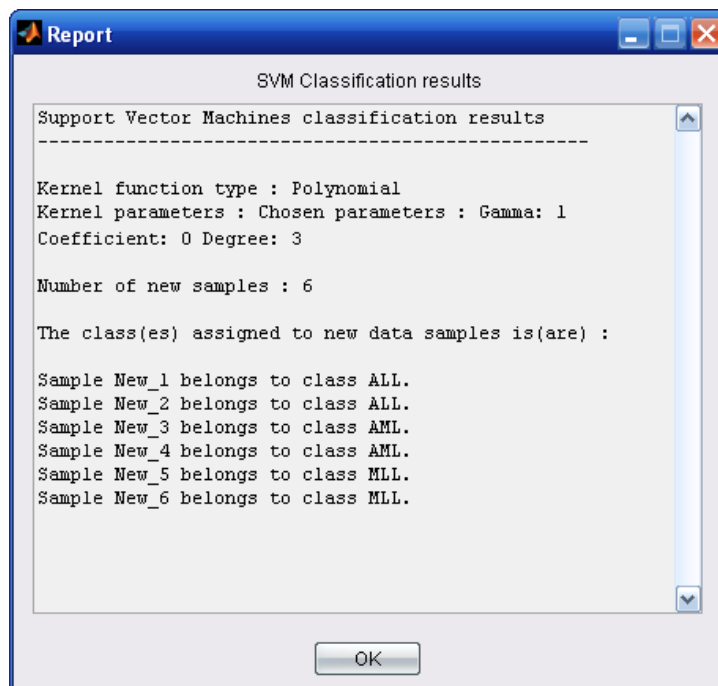 Report
SVM Classification results
Support Vector Machines classification results
--------------------------------------------------
Kernel function type : Polynomial
Kernel parameters : Chosen parameters : Gamma: 1
Coefficient: 0 Degree: 3
Number of new samples : 6
The class(es) assigned to new data samples is(are) :
Sample New_1 belongs to class ALL.
Sample New_2 belongs to class ALL.
Sample New_3 belongs to class AML.
Sample New_4 belongs to class AML.
Sample New_5 belongs to class MLL.
Sample New_6 belongs to class MLL.
OK